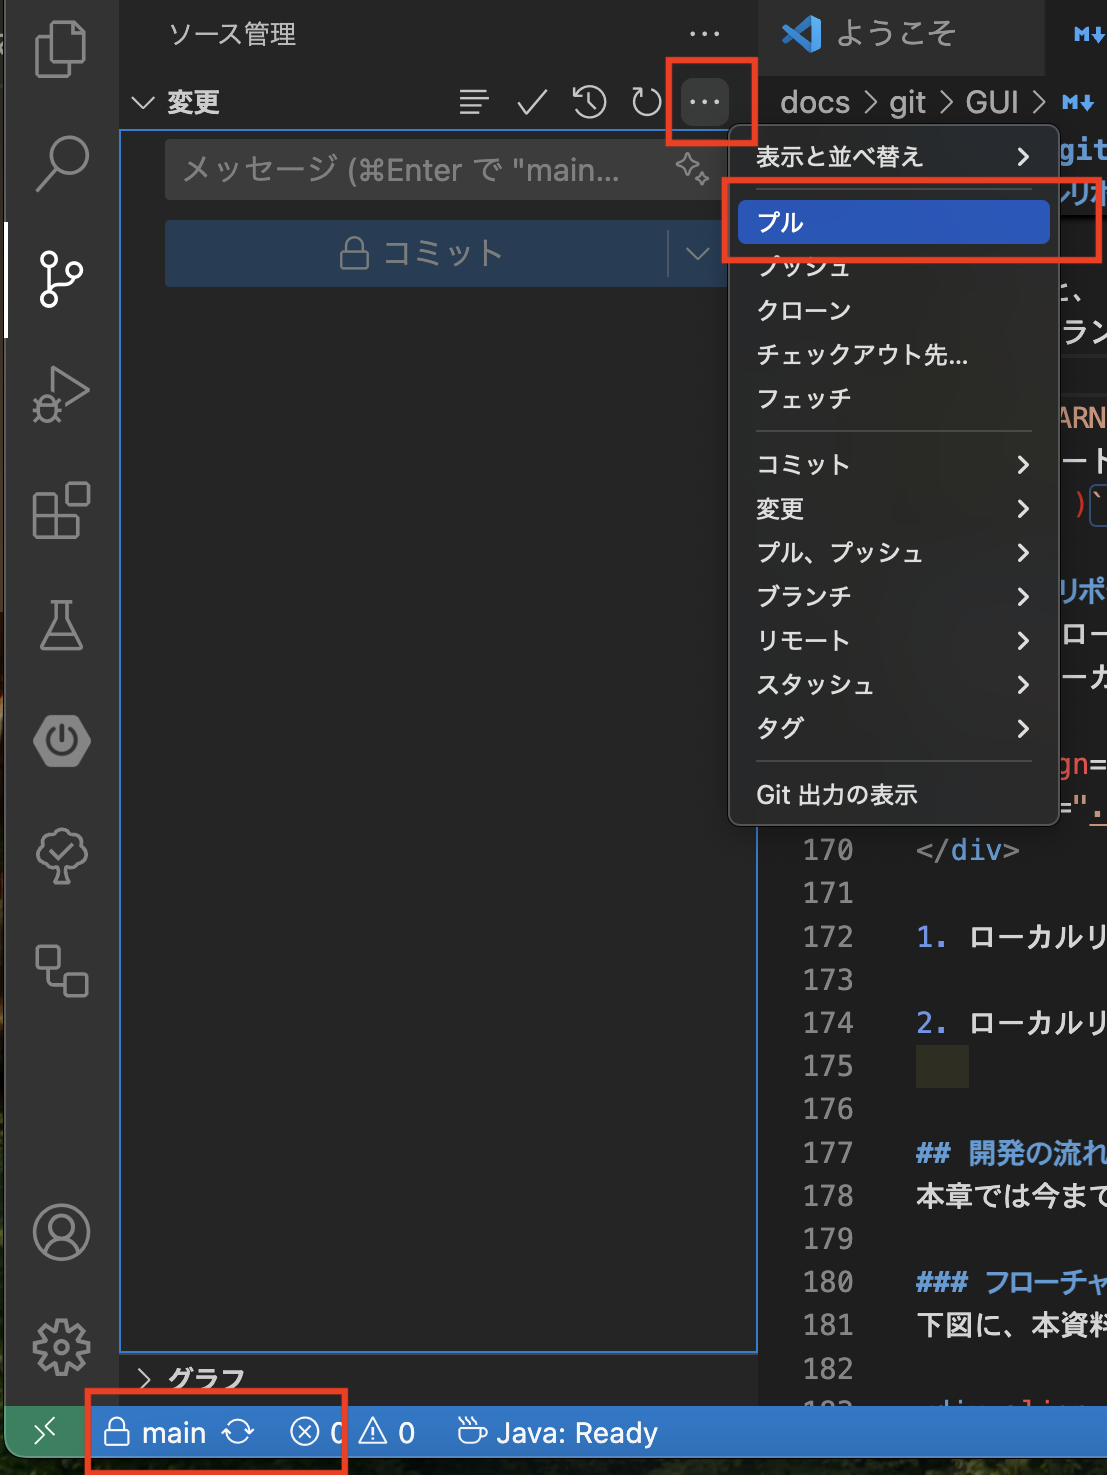 ソース管理
ようこそ
変更
docs > git > GUI >
メッセージ (⌘Enter で "main...
コミット
表示と並べ替え
プル
プッシュ
クローン
チェックアウト先...
フェッチ
コミット
変更
プル、プッシュ
ブランチ
リモート
スタッシュ
タグ
Git 出力の表示
170 </div>
171
172 1. ローカルリ
173
174 2. ローカルリ
175
176
177 ## 開発の流れ
178 本章では今まで
179
180 ### フローチャ
181 下図に、本資料
182
グラフ
main 0 0 Java: Ready